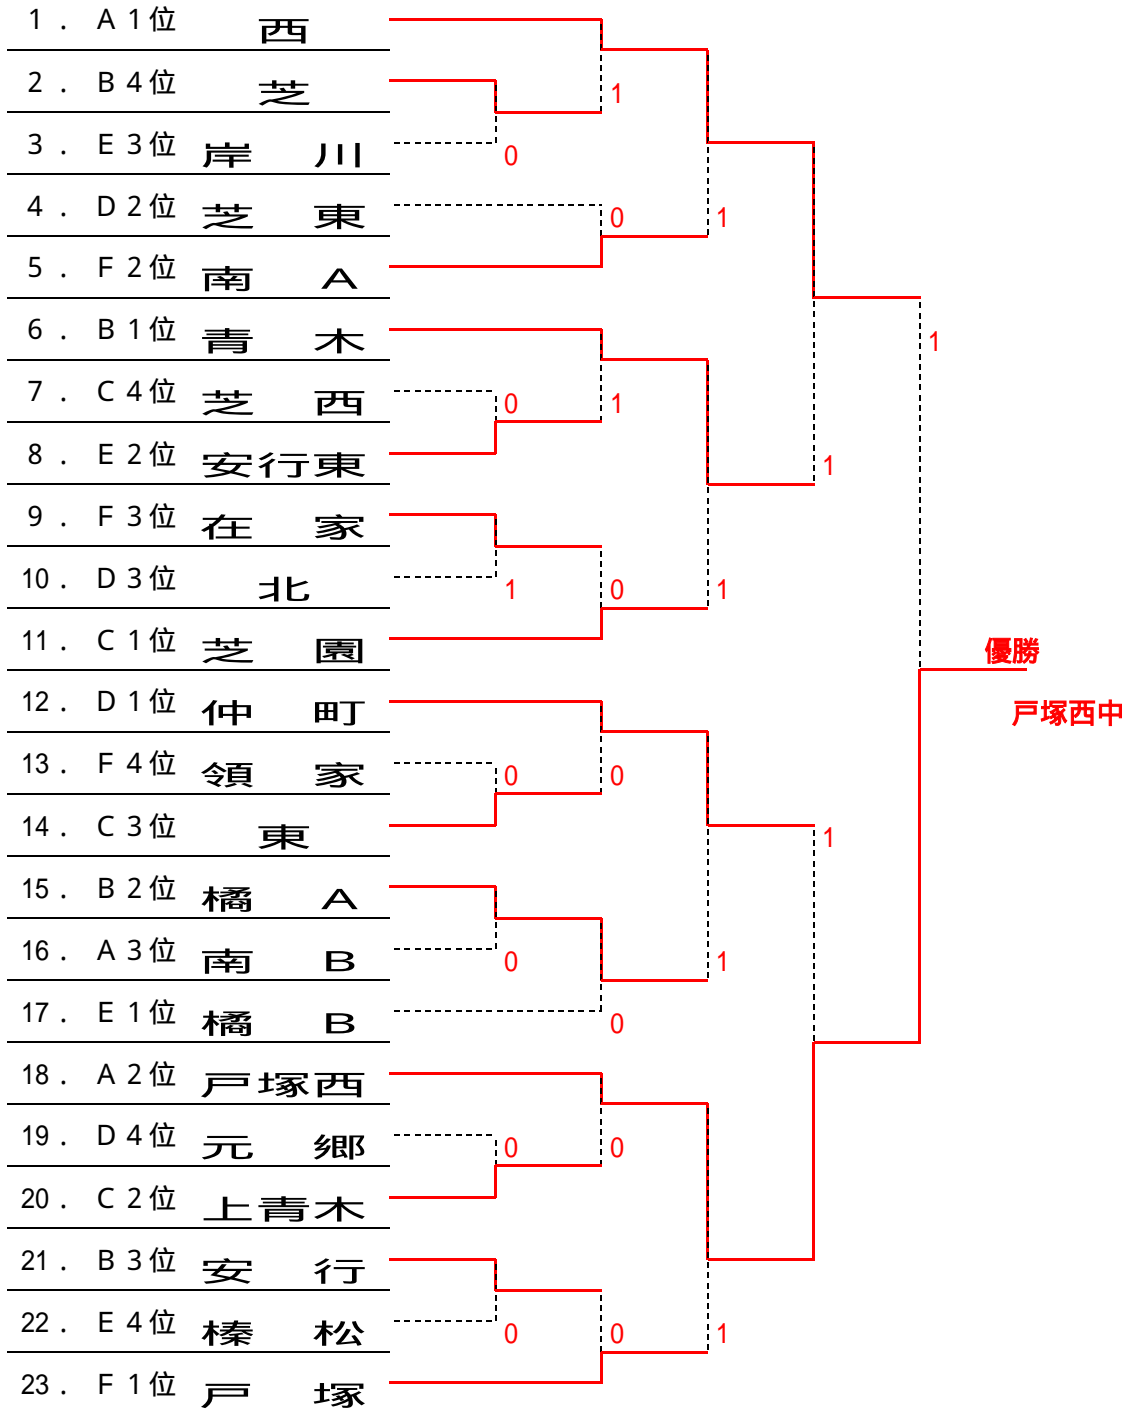 1． A 1位 西
2． B 4位 芝
1
3． E 3位 岸川
0
4． D 2位 芝東
0
1
5． F 2位 南A
6． B 1位 青木
1
7． C 4位 芝西
0
1
8． E 2位 安行東
1
9． F 3位 在家
10． D 3位 北
1
0
1
11． C 1位 芝園
優勝
12． D 1位 仲町
戸塚西中
13． F 4位 領家
0
0
14． C 3位 東
1
15． B 2位 橘A
16． A 3位 南B
0
1
17． E 1位 橘B
0
18． A 2位 戸塚西
19． D 4位 元郷
0
0
20． C 2位 上青木
21． B 3位 安行
22． E 4位 榛松
0
0
1
23． F 1位 戸塚